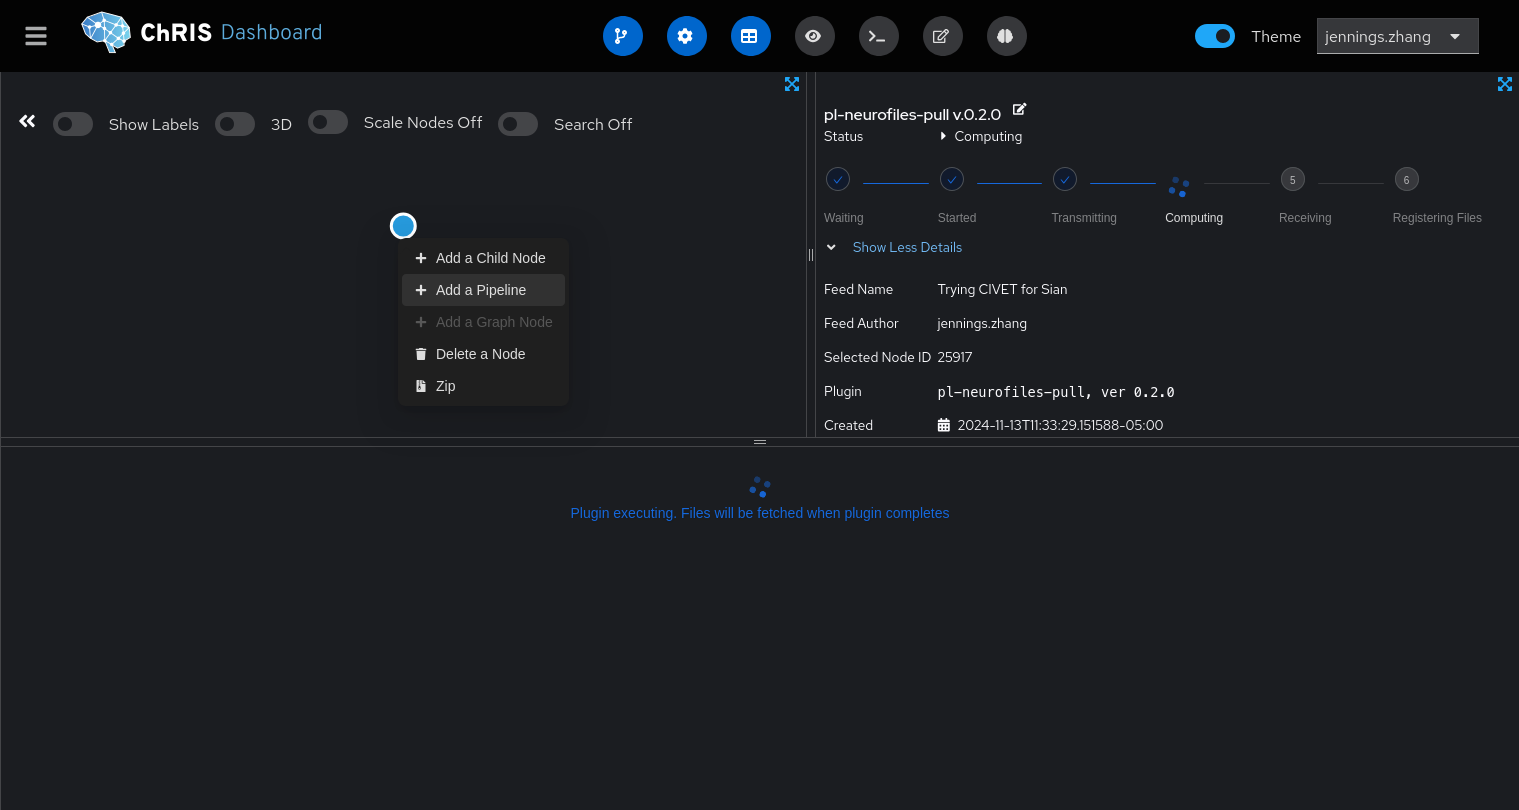 ChRIS Dashboard
Theme
jennings.zhang
Show Labels
3D
Scale Nodes Off
Search Off
Add a Child Node
Add a Pipeline
Add a Graph Node
Delete a Node
Zip
pl-neurofiles-pull v.0.2.0
Status Computing
5
6
Waiting Started Transmitting Computing Receiving Registering Files
Show Less Details
Feed Name Trying CIVET for Sian
Feed Author jennings.zhang
Selected Node ID 25917
Plugin pl-neurofiles-pull, ver 0.2.0
Created 2024-11-13T11:33:29.151588-05:00
Plugin executing. Files will be fetched when plugin completes